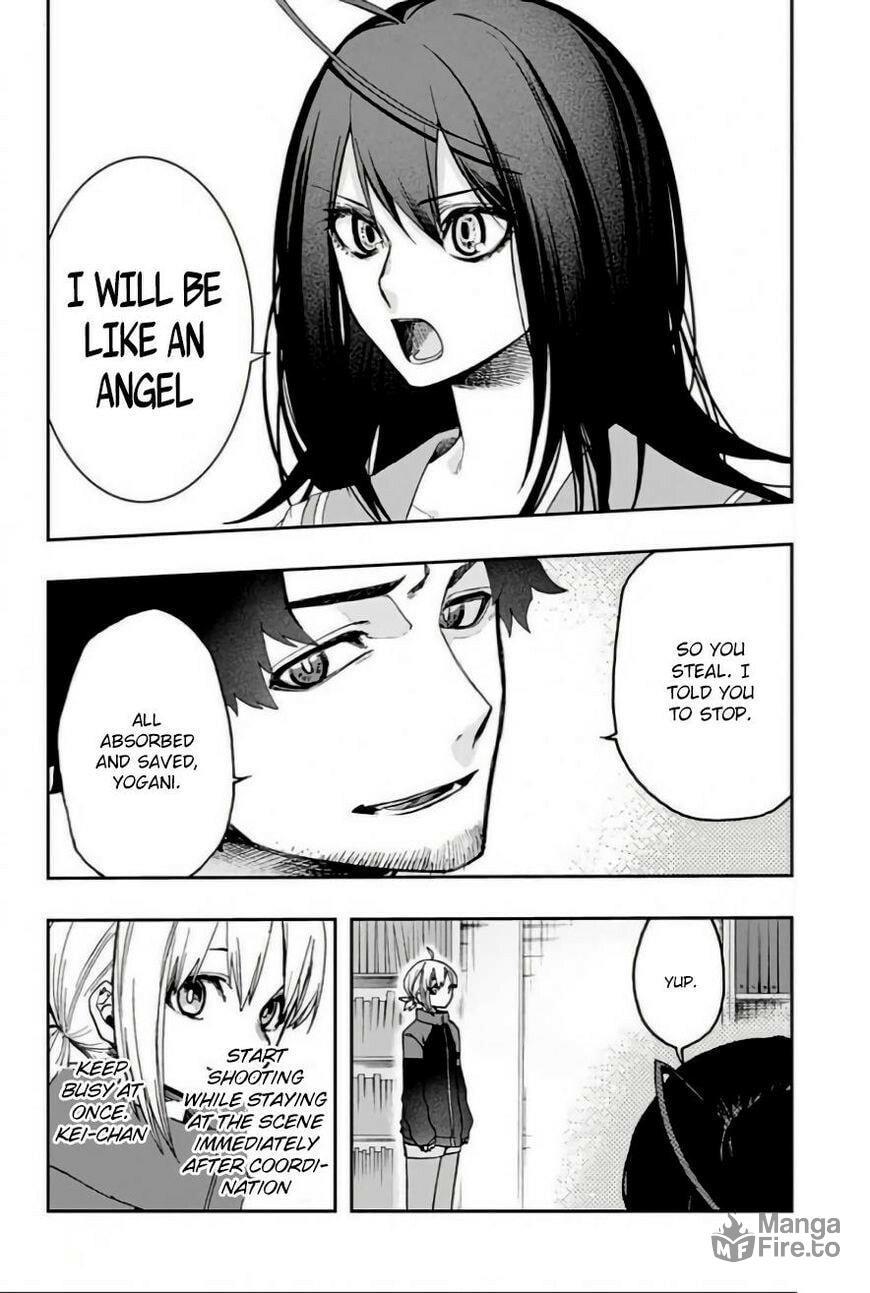 I WILL BE
LIKE AN
ANGEL
SO YOU
STEAL. I
TOLD YOU
TO STOP.
ALL
ABSORBED
AND SAVED,
YOGANI.
YUP.
START
SHOOTING
WHILE STAYING
AT THE SCENE
IMMEDIATELY
AFTER COORDI-
NATION
KEEP
BUSY AT
ONCE.
KEI-CHAN
MF
Manga
Fire.to